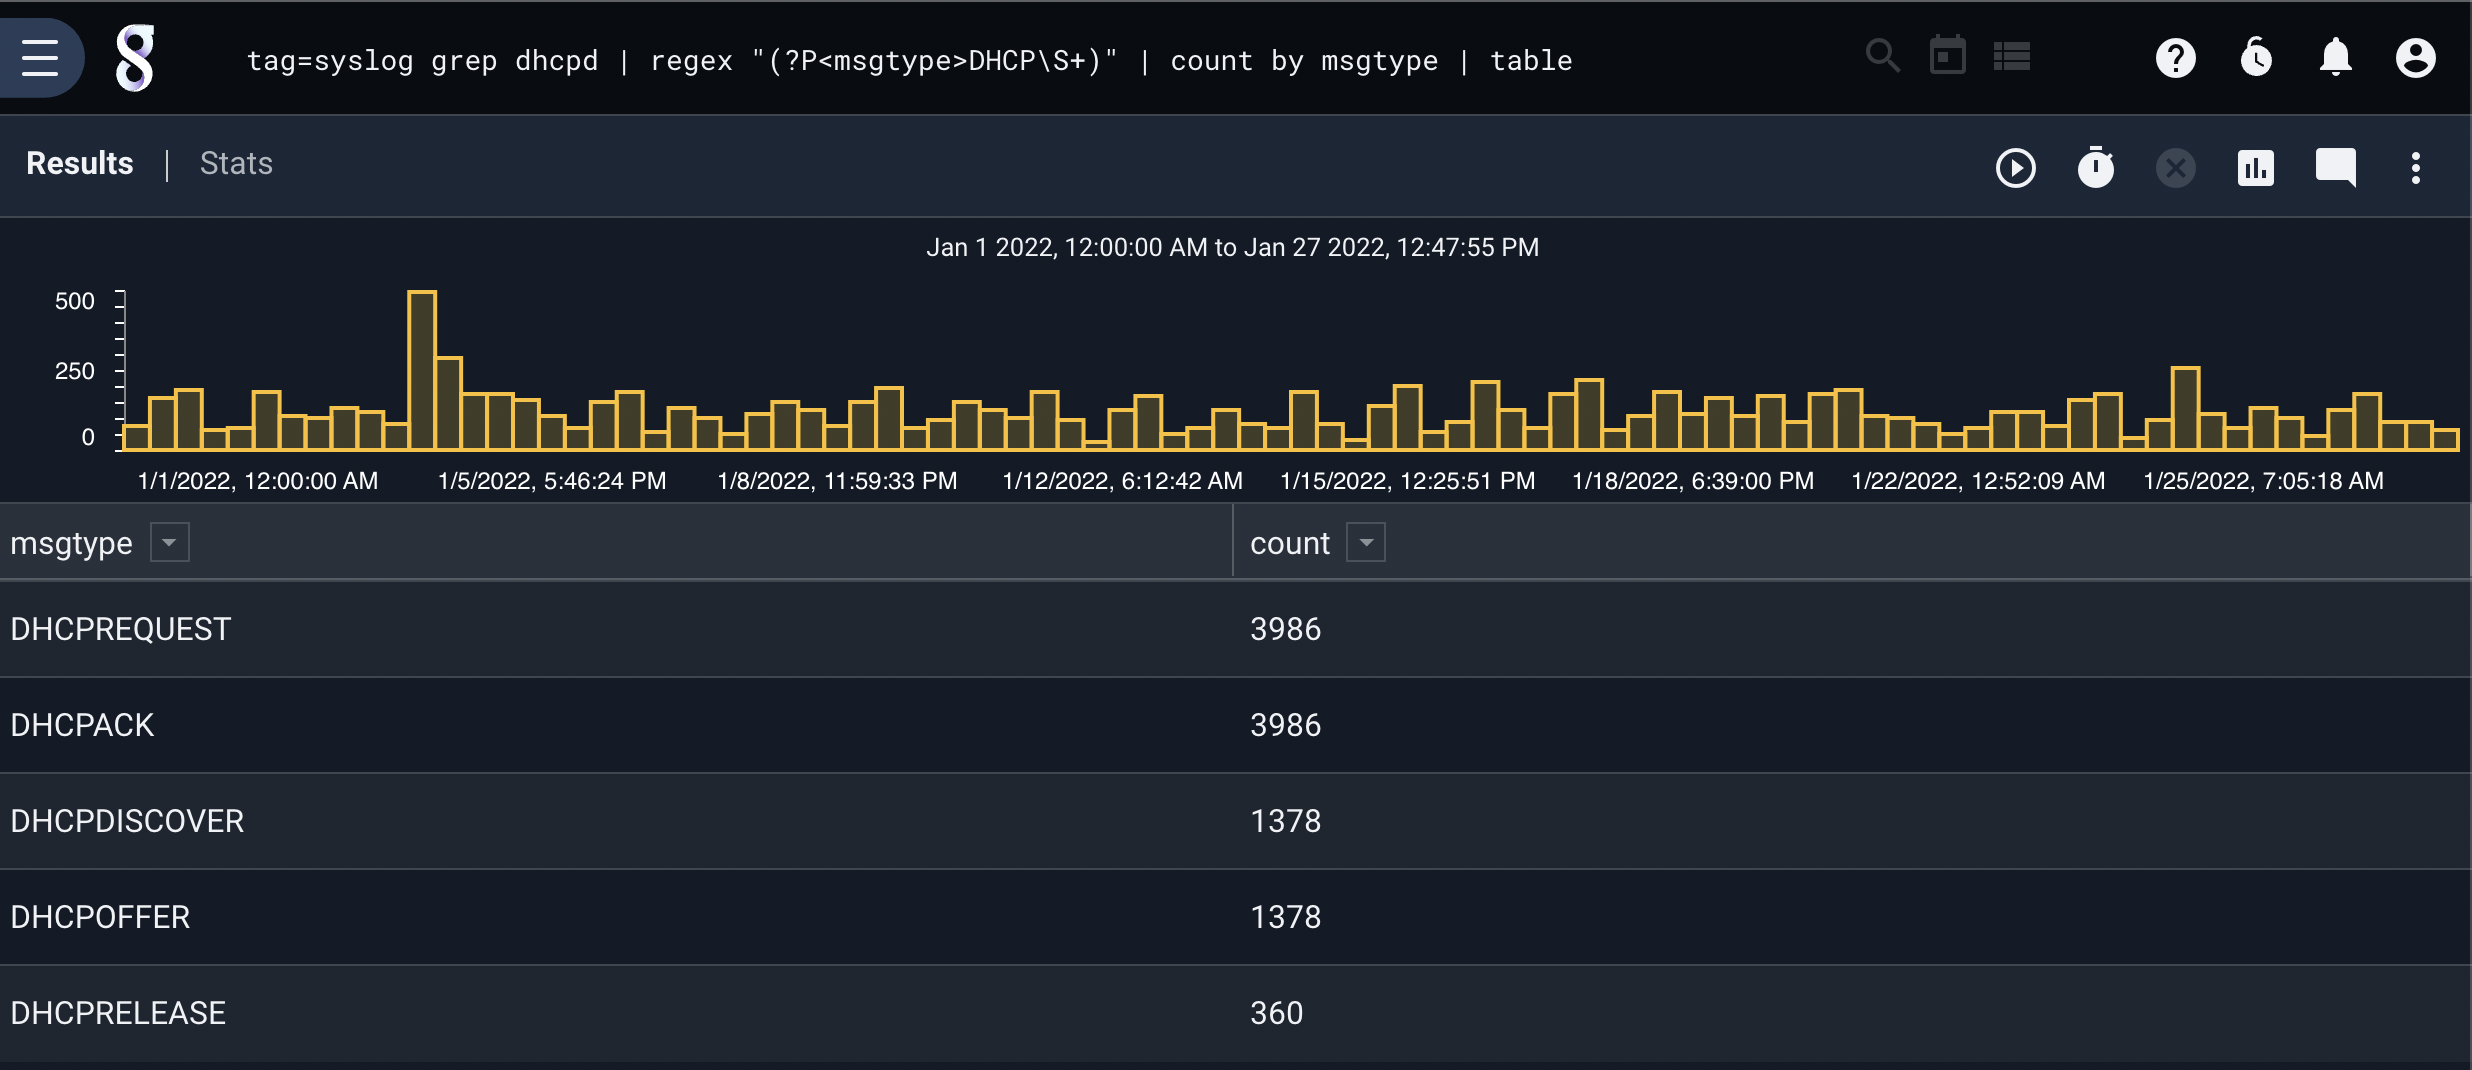 tag=syslog grep dhcpd | regex "(?P<msgtype>DHCP\S+)" | count by msgtype | table
Results | Stats
Jan 1 2022, 12:00:00 AM to Jan 27 2022, 12:47:55 PM
500
250
0
1/1/2022, 12:00:00 AM 1/5/2022, 5:46:24 PM 1/8/2022, 11:59:33 PM 1/12/2022, 6:12:42 AM 1/15/2022, 12:25:51 PM 1/18/2022, 6:39:00 PM 1/22/2022, 12:52:09 AM 1/25/2022, 7:05:18 AM
msgtype count
DHCPREQUEST 3986
DHCPACK 3986
DHCPDISCOVER 1378
DHCPOFFER 1378
DHCPRELEASE 360